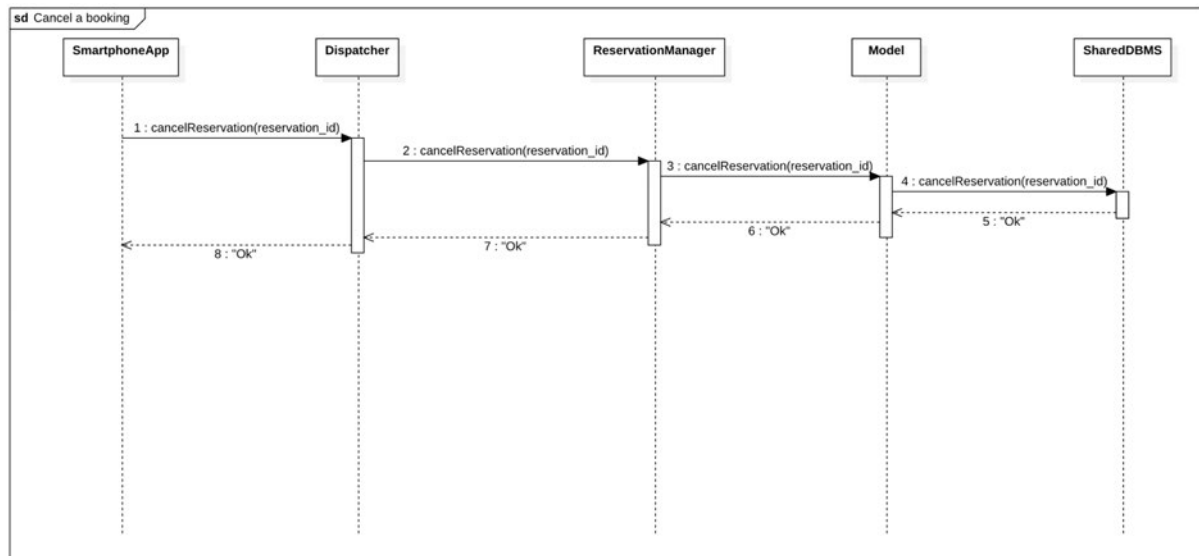 sd Cancel a booking
SmartphoneApp
Dispatcher
ReservationManager
Model
SharedDBMS
1 : cancelReservation(reservation_id)
2 : cancelReservation(reservation_id)
3 : cancelReservation(reservation_id)
4 : cancelReservation(reservation_id)
5 : "Ok"
6 : "Ok"
7 : "Ok"
8 : "Ok"